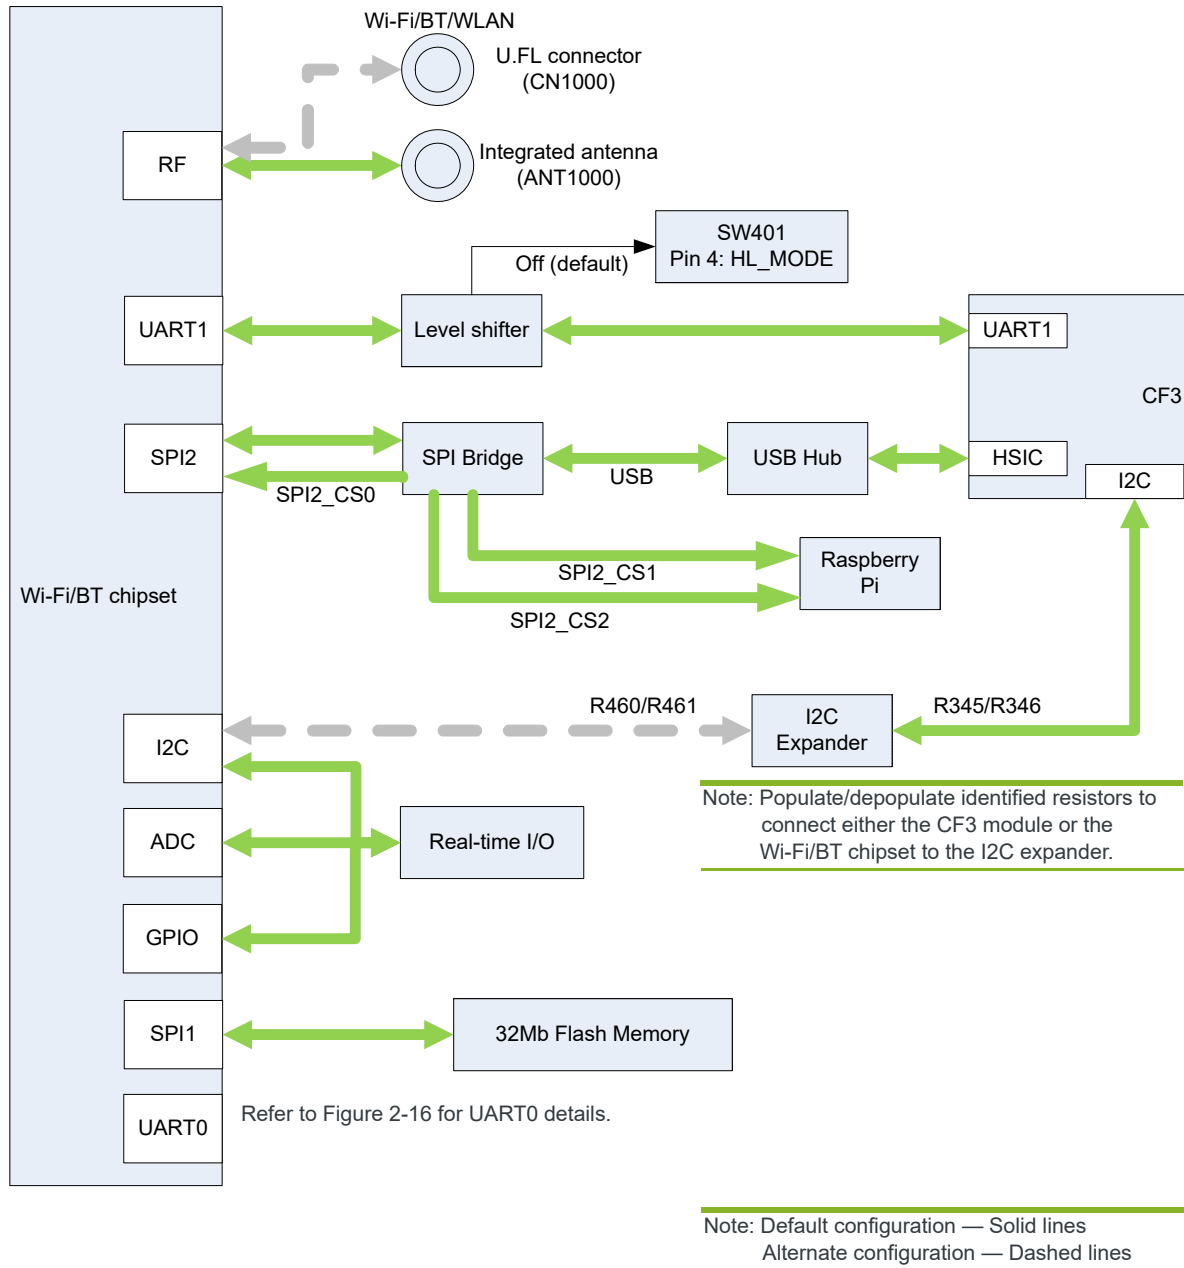 Wi-Fi/BT/WLAN
U.FL connector
(CN1000)
RF
Integrated antenna
(ANT1000)
SW401
Pin 4: HL_MODE
Off (default)
UART1
Level shifter
UART1
CF3
SPI2
SPI Bridge
USB
USB Hub
HSIC
I2C
SPI2_CS0
SPI2_CS1
Raspberry
Pi
SPI2_CS2
Wi-Fi/BT chipset
R460/R461
R345/R346
I2C
I2C
Expander
Note: Populate/depopulate identified resistors to
connect either the CF3 module or the
Wi-Fi/BT chipset to the I2C expander.
ADC
Real-time I/O
GPIO
SPI1
32Mb Flash Memory
UART0
Refer to Figure 2-16 for UART0 details.
Note: Default configuration — Solid lines
Alternate configuration — Dashed lines